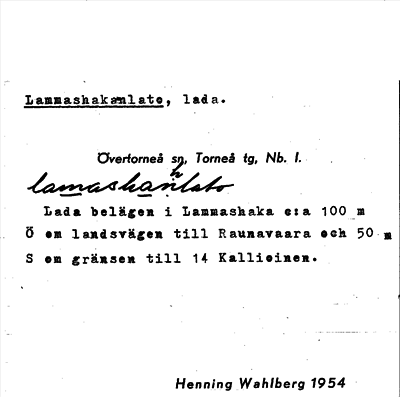 Lammashakanlato, lada.
Övertorneå sn, Torneå tg, Nb. l.
lamashanlato
Lada belägen i Lammashaka c:a 100 m
Ö om landsvägen till Raunavaara och 50 m
S om gränsen till 14 Kallioinen.
Henning Wahlberg 1954